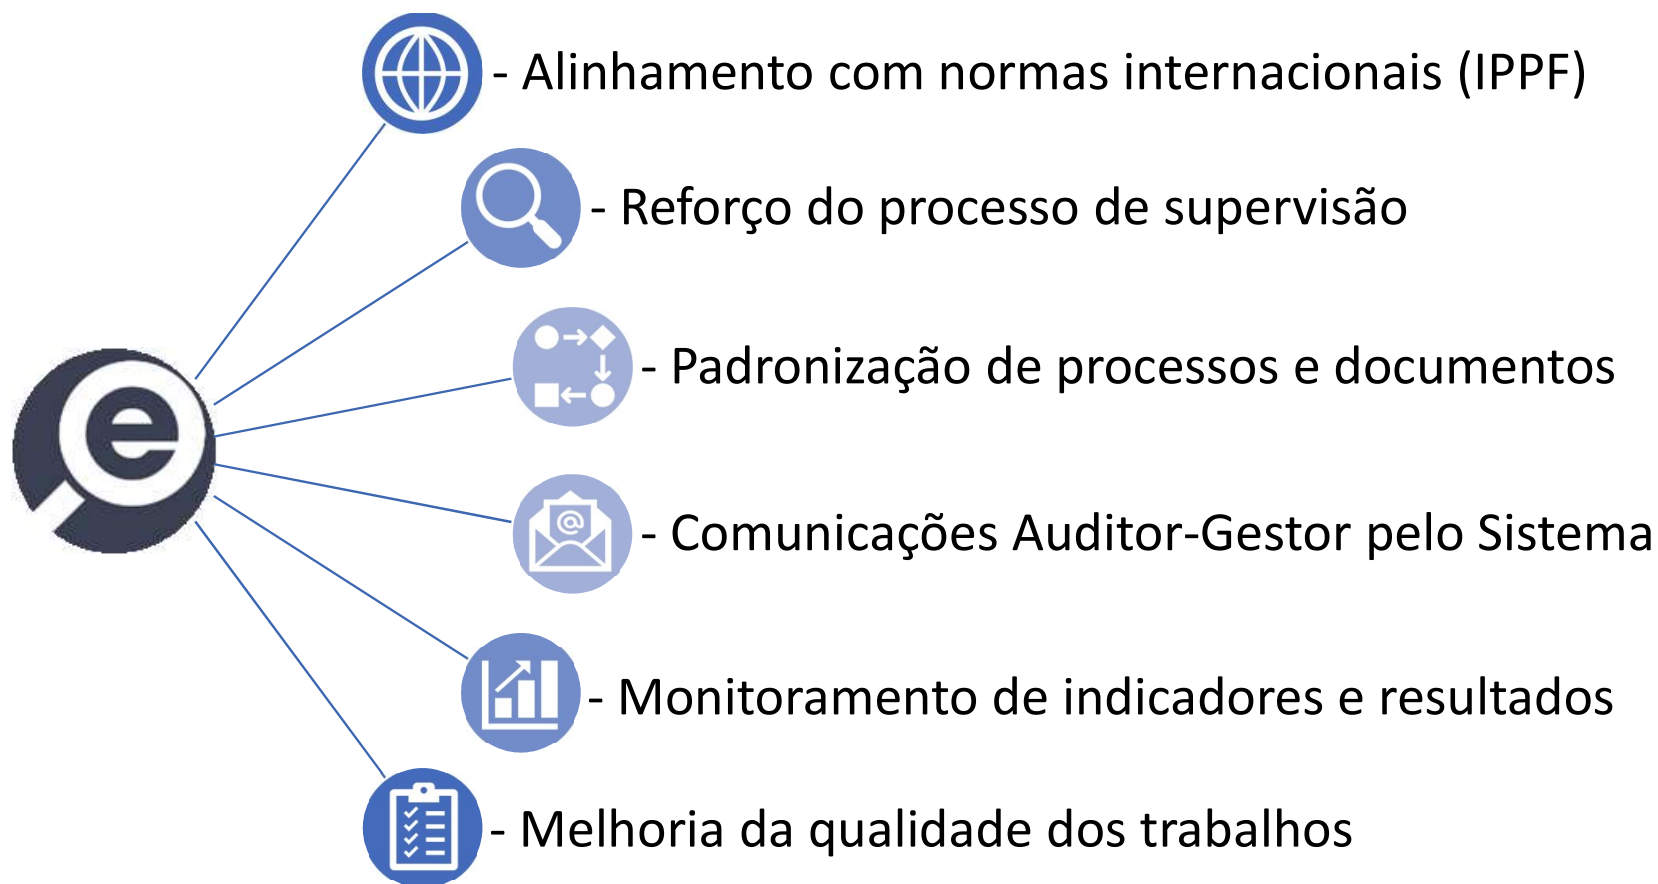 - Alinhamento com normas internacionais (IPPF)
- Reforço do processo de supervisão
- Padronização de processos e documentos
e
@
- Comunicações Auditor-Gestor pelo Sistema
- Monitoramento de indicadores e resultados
- Melhoria da qualidade dos trabalhos